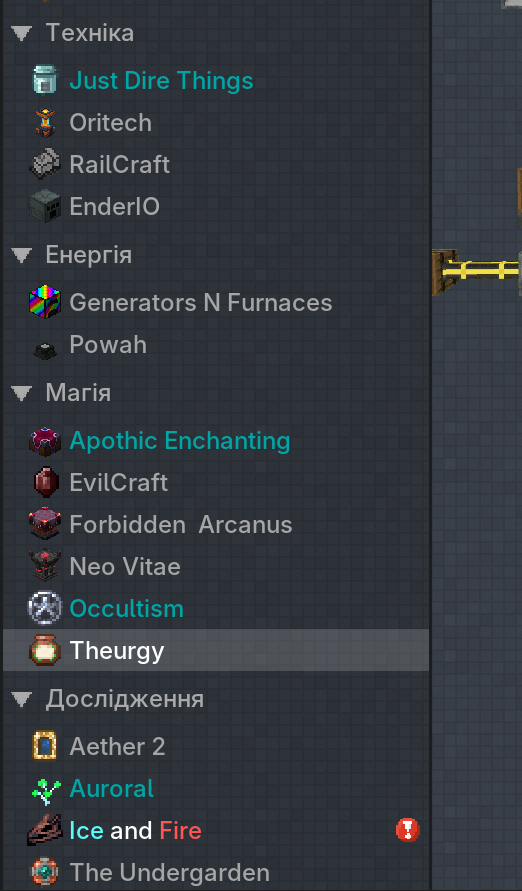 Техніка
Just Dire Things
Oritech
RailCraft
EnderIO
Енергія
Generators N Furnaces
Powah
Магія
Apothic Enchanting
EvilCraft
Forbidden  Arcanus
Neo Vitae
Occultism
Theurgy
Дослідження
Aether 2
Auroral
Ice and Fire
The Undergarden